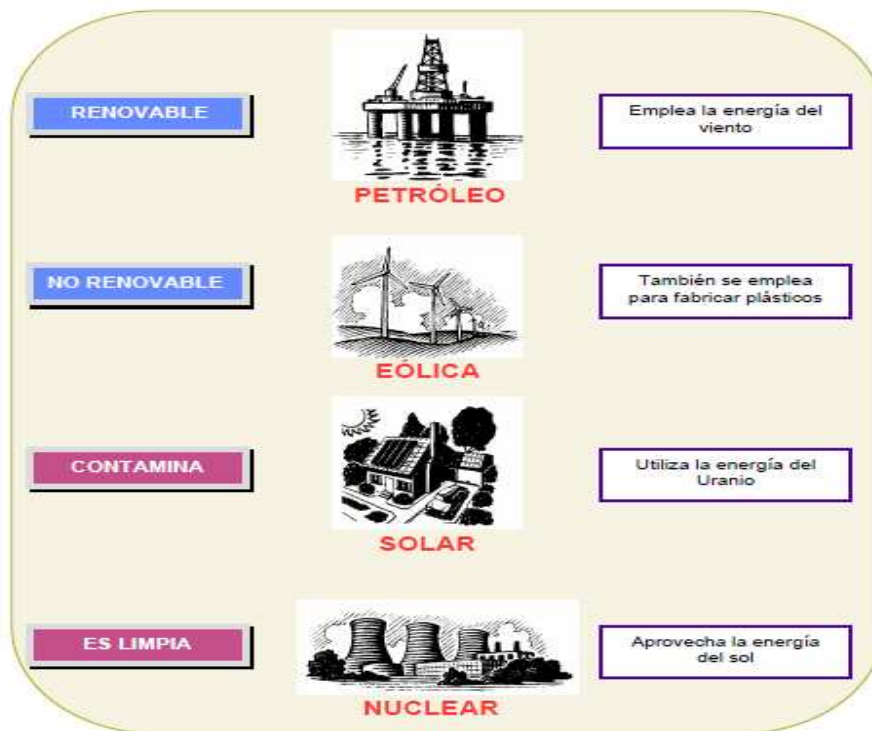 RENOVABLE
Emplea la energía del
viento
PETRÓLEO
NO RENOVABLE
También se emplea
para fabricar plásticos
EÓLICA
CONTAMINA
Utiliza la energía del
Uranio
SOLAR
ES LIMPIA
Aprovecha la energía
del sol
NUCLEAR